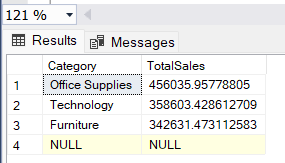 121 %
Results Messages
Category TotalSales
1 Office Supplies 456035.95778805
2 Technology 358603.428612709
3 Furniture 342631.473112583
4 NULL NULL